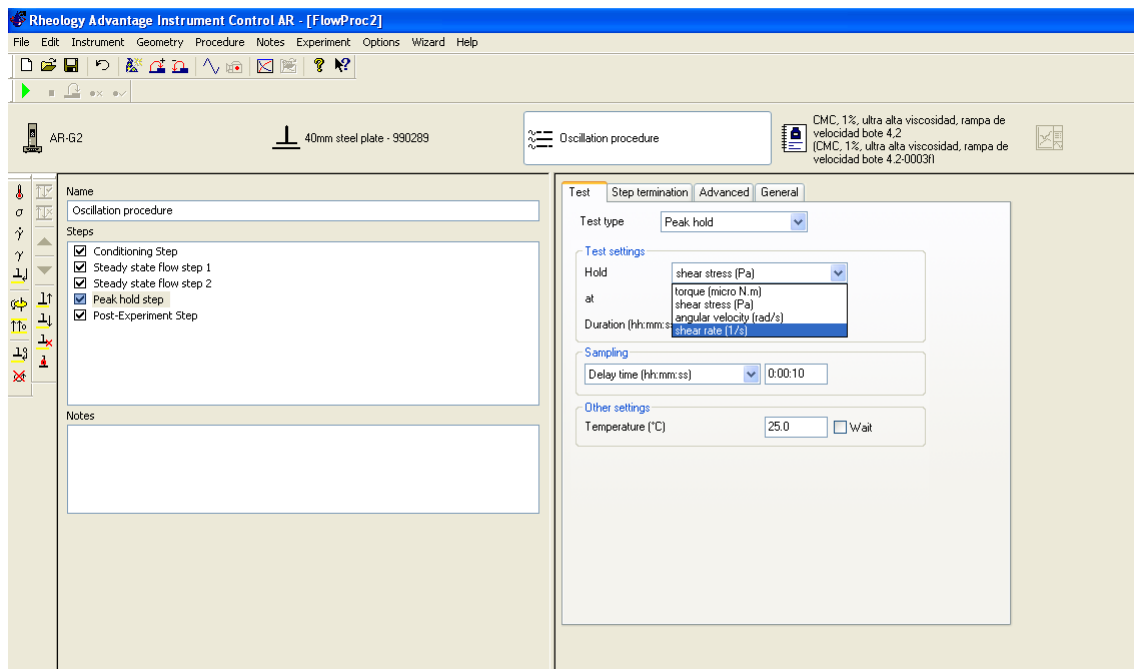 Rheology Advantage Instrument Control AR - [FlowProc2]
File Edit Instrument Geometry Procedure Notes Experiment Options Wizard Help
AR-G2
40mm steel plate - 990289
Oscillation procedure
CMC, 1%, ultra alta viscosidad, rampa de
velocidad bote 4,2
(CMC, 1%, ultra alta viscosidad, rampa de
velocidad bote 4.2-0003f)
Name
Oscillation procedure
Steps
Conditioning Step
Steady state flow step 1
Steady state flow step 2
Peak hold step
Post-Experiment Step
Notes
Test Step termination Advanced General
Test type Peak hold
Test settings
Hold shear stress (Pa)
torque (micro N.m)
at shear stress (Pa)
angular velocity (rad/s)
Duration (hh:mm:ss shear rate (1/s)
Sampling
Delay time (hh:mm:ss) 0:00:10
Other settings
Temperature (°C) 25.0 Wait